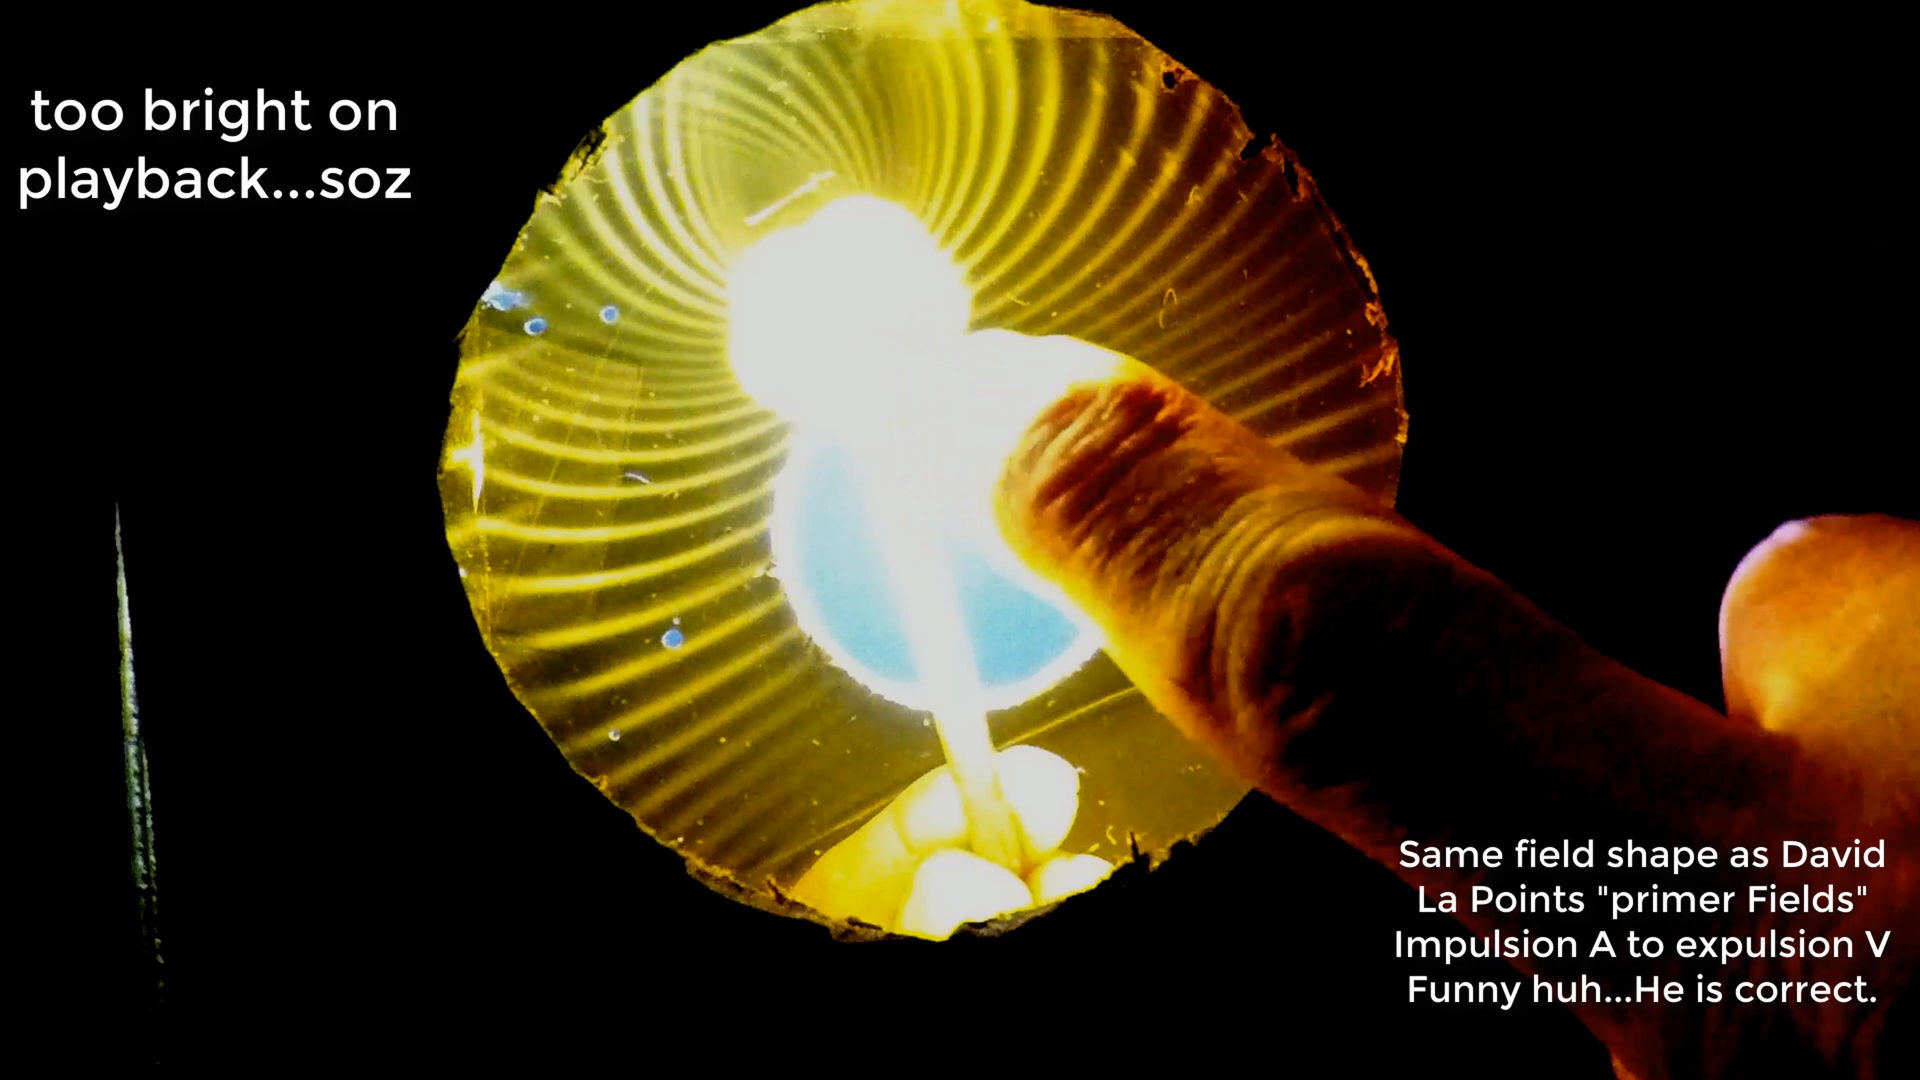 too bright on
playback...soz
Same field shape as David
La Points "primer Fields"
Impulsion A to expulsion V
Funny huh...He is correct.